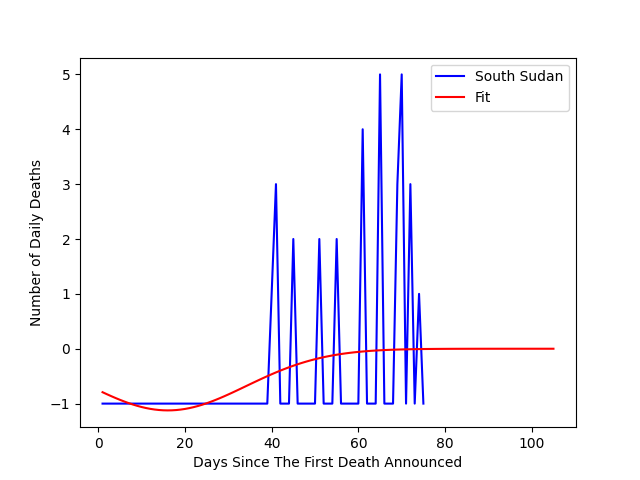 South Sudan
Fit
Number of Daily Deaths
5
4
3
2
1
0
−1
0 20 40 60 80 100
Days Since The First Death Announced